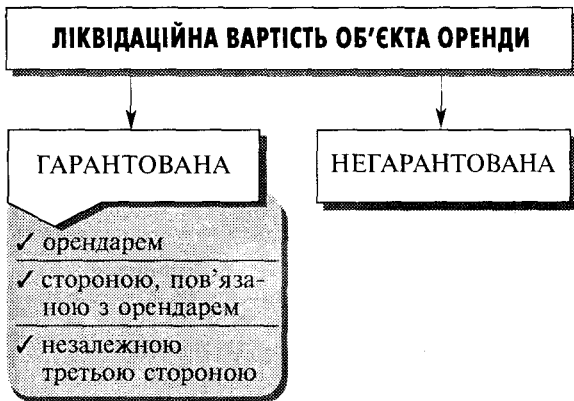 ЛІКВІДАЦІЙНА ВАРТІСТЬ ОБ’ЄКТА ОРЕНДИ
ГАРАНТОВАНА
НЕГАРАНТОВАНА
✓ орендарем
✓ стороною, пов’яза-
ною з орендарем
✓ незалежною
третьою стороною